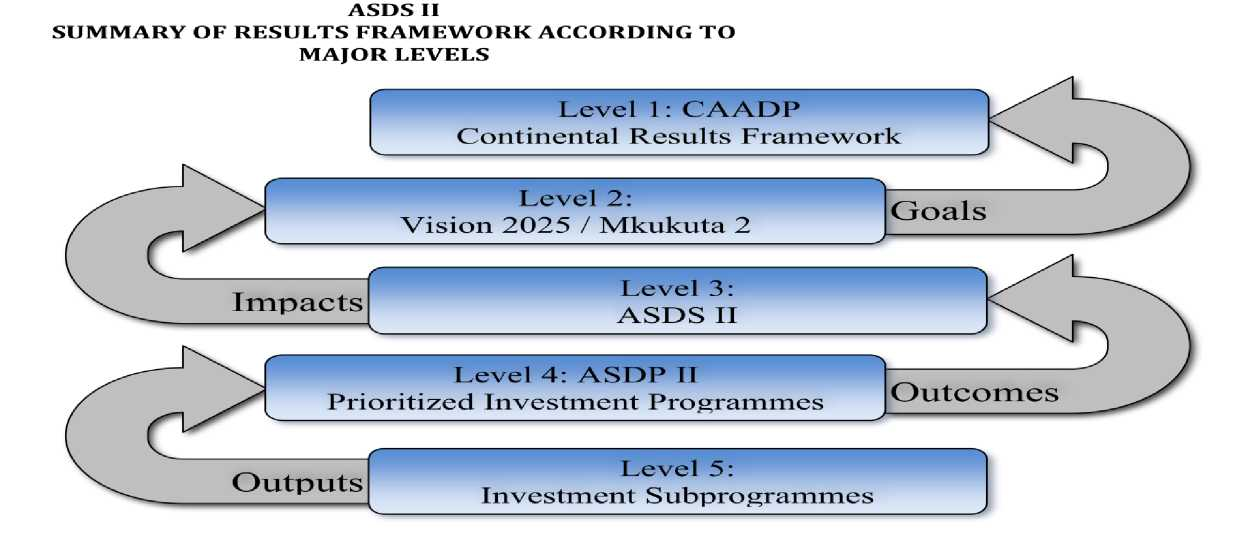 ASDS II
SUMMARY OF RESULTS FRAMEWORK ACCORDING TO
MAJOR LEVELS
Level 1: CAADP
Continental Results Framework
Level 2:
Vision 2025 / Mkukuta 2
Goals
Level 3:
ASDS II
Impacts
Level 4: ASDP II
Prioritized Investment Programmes
Outcomes
Level 5:
Investment Subprogrammes
Outputs